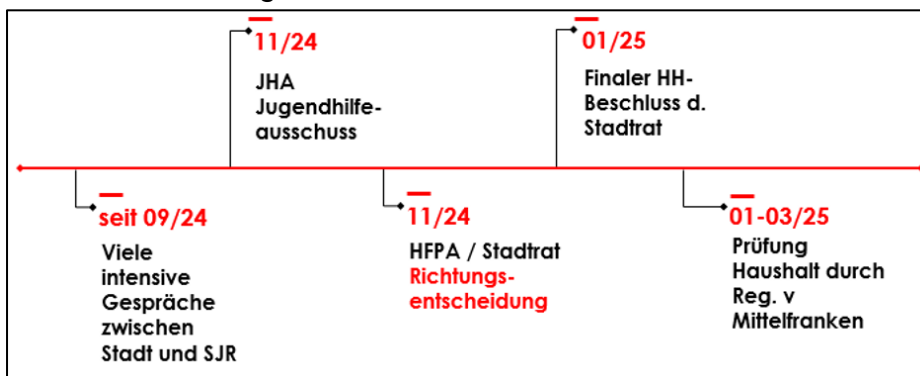 seit 09/24
Viele
intensive
Gespräche
zwischen
Stadt und SJR
11/24
JHA
Jugendhilfe-
ausschuss
11/24
HFPA / Stadtrat
Richtungs-
entscheidung
01/25
Finaler HH-
Beschluss d.
Stadtrat
01-03/25
Prüfung
Haushalt durch
Reg. v
Mittelfranken